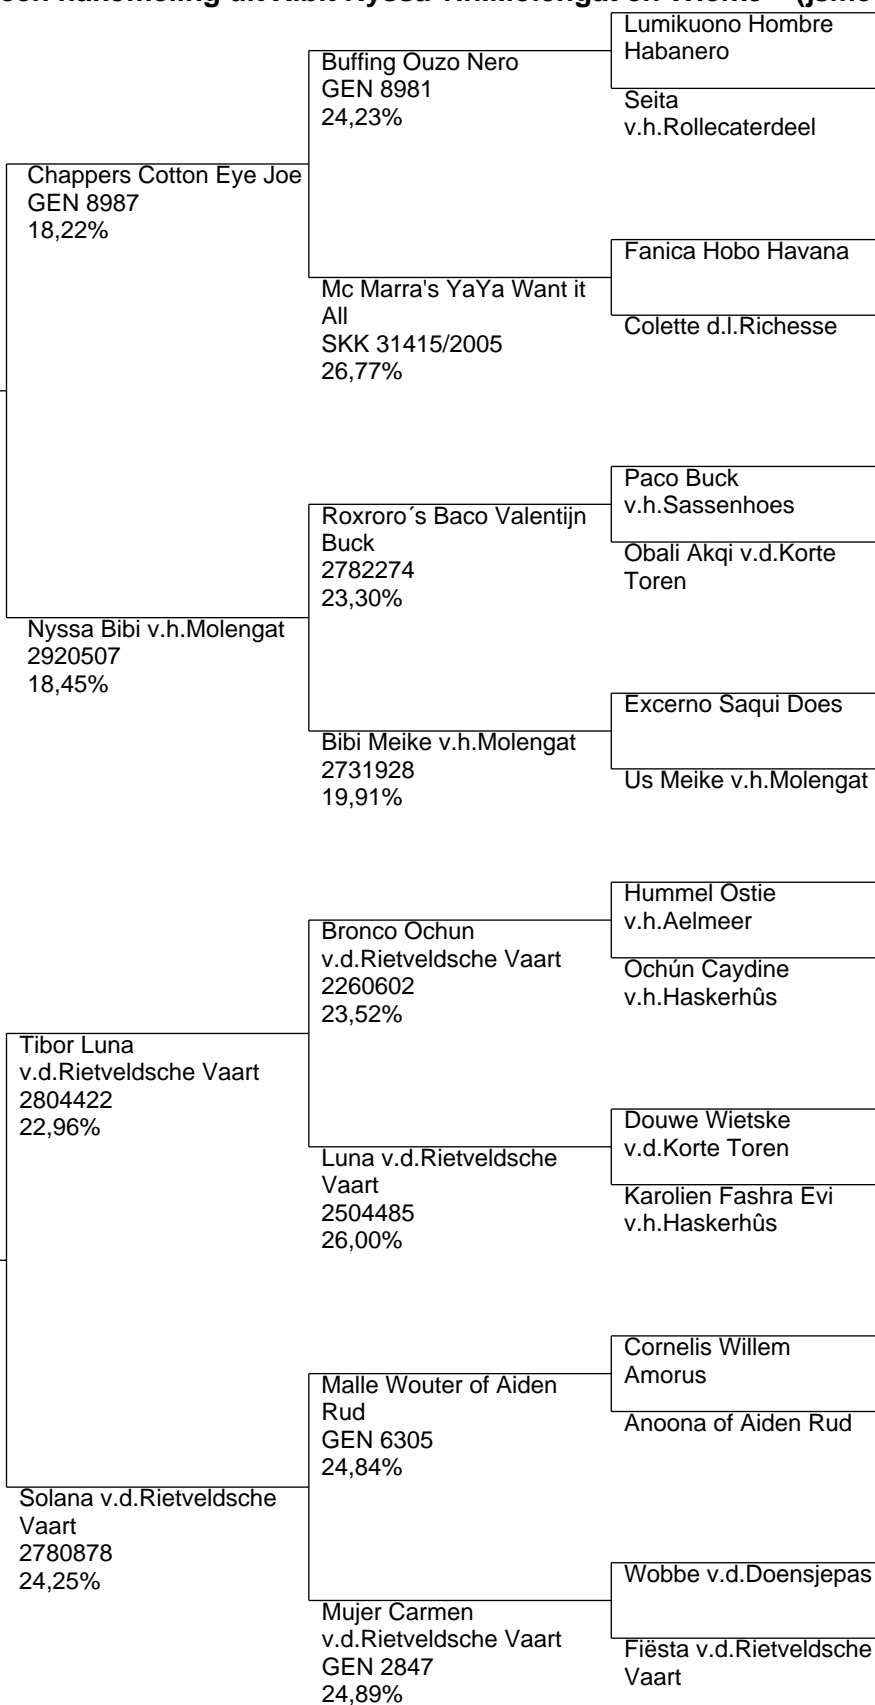 Lumikuono Hombre
Habanero
Buffing Ouzo Nero
GEN 8981
24,23%
Seita
v.h.Rollecaterdeel
Chappers Cotton Eye Joe
GEN 8987
18,22%
Fanica Hobo Havana
Mc Marra's YaYa Want it
All
SKK 31415/2005
26,77%
Colette d.l.Richesse
Paco Buck
v.h.Sassenhoes
Roxroro´s Baco Valentijn
Buck
2782274
23,30%
Obali Akqi v.d.Korte
Toren
Nyssa Bibi v.h.Molengat
2920507
18,45%
Excerno Saqui Does
Bibi Meike v.h.Molengat
2731928
19,91%
Us Meike v.h.Molengat
Hummel Ostie
v.h.Aelmeer
Bronco Ochun
v.d.Rietveldsche Vaart
2260602
23,52%
Ochún Caydine
v.h.Haskerhûs
Tibor Luna
v.d.Rietveldsche Vaart
2804422
22,96%
Douwe Wietske
v.d.Korte Toren
Luna v.d.Rietveldsche
Vaart
2504485
26,00%
Karolien Fashra Evi
v.h.Haskerhûs
Cornelis Willem
Amorus
Malle Wouter of Aiden
Rud
GEN 6305
24,84%
Anoona of Aiden Rud
Solana v.d.Rietveldsche
Vaart
2780878
24,25%
Wobbe v.d.Doensjepas
Mujer Carmen
v.d.Rietveldsche Vaart
GEN 2847
24,89%
Fiësta v.d.Rietveldsche
Vaart